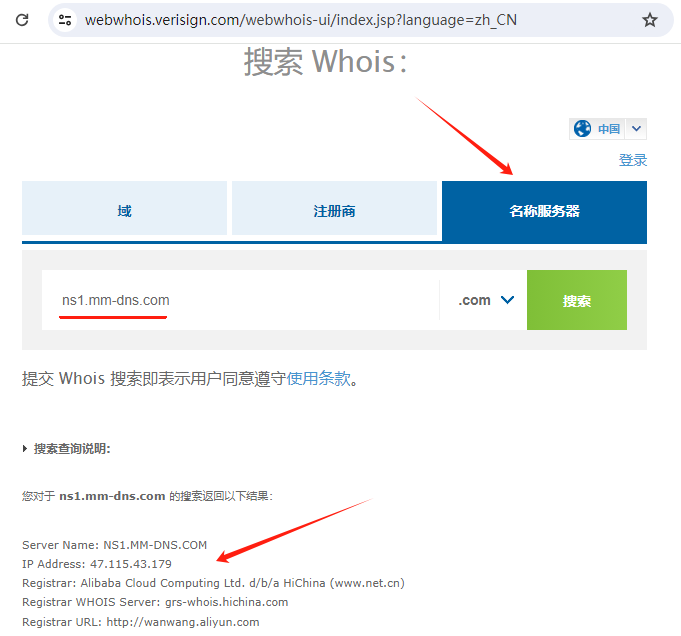 webwhois.verisign.com/webwhois-ui/index.jsp?language=zh_CN
搜索 Whois:
中国
登录
域 注册商 名称服务器
ns1.mm-dns.com .com 搜索
提交 Whois 搜索即表示用户同意遵守使用条款。
搜索查询说明:
您对于 ns1.mm-dns.com 的搜索返回以下结果:
Server Name: NS1.MM-DNS.COM
IP Address: 47.115.43.179
Registrar: Alibaba Cloud Computing Ltd. d/b/a HiChina (www.net.cn)
Registrar WHOIS Server: grs-whois.hichina.com
Registrar URL: http://wanwang.aliyun.com